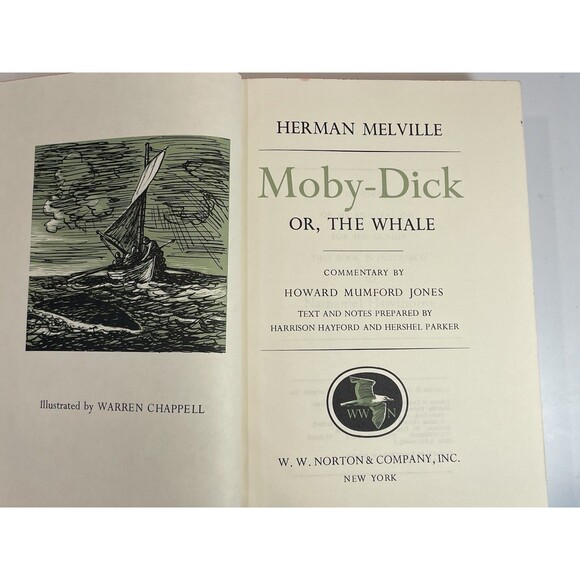 Illustrated by WARREN CHAPPELL
HERMAN MELVILLE
Moby-Dick
OR, THE WHALE
COMMENTARY BY
HOWARD MUMFORD JONES
TEXT AND NOTES PREPARED BY
HARRISON HAYFORD AND HERSHEL PARKER
WW N
W. W. NORTON & COMPANY, INC.
NEW YORK